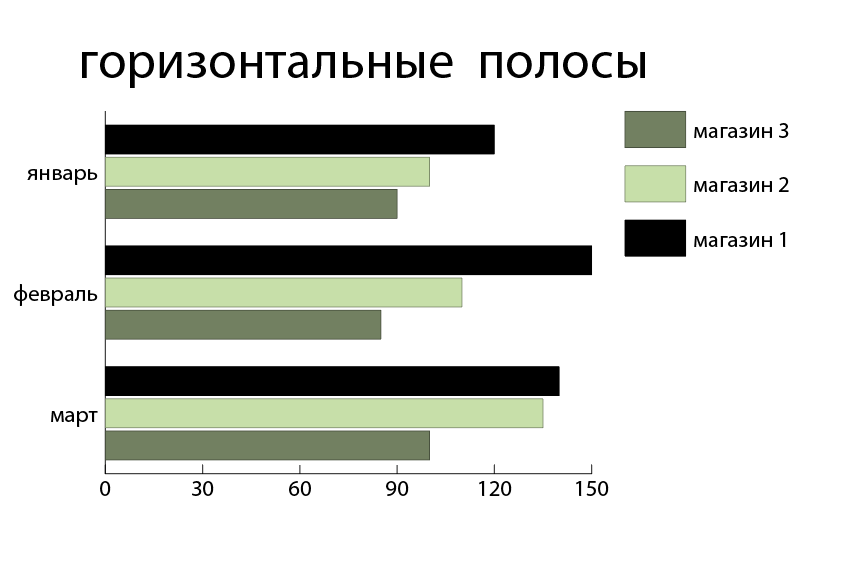 горизонтальные полосы
магазин 3
магазин 2
магазин 1
январь
февраль
март
0 30 60 90 120 150